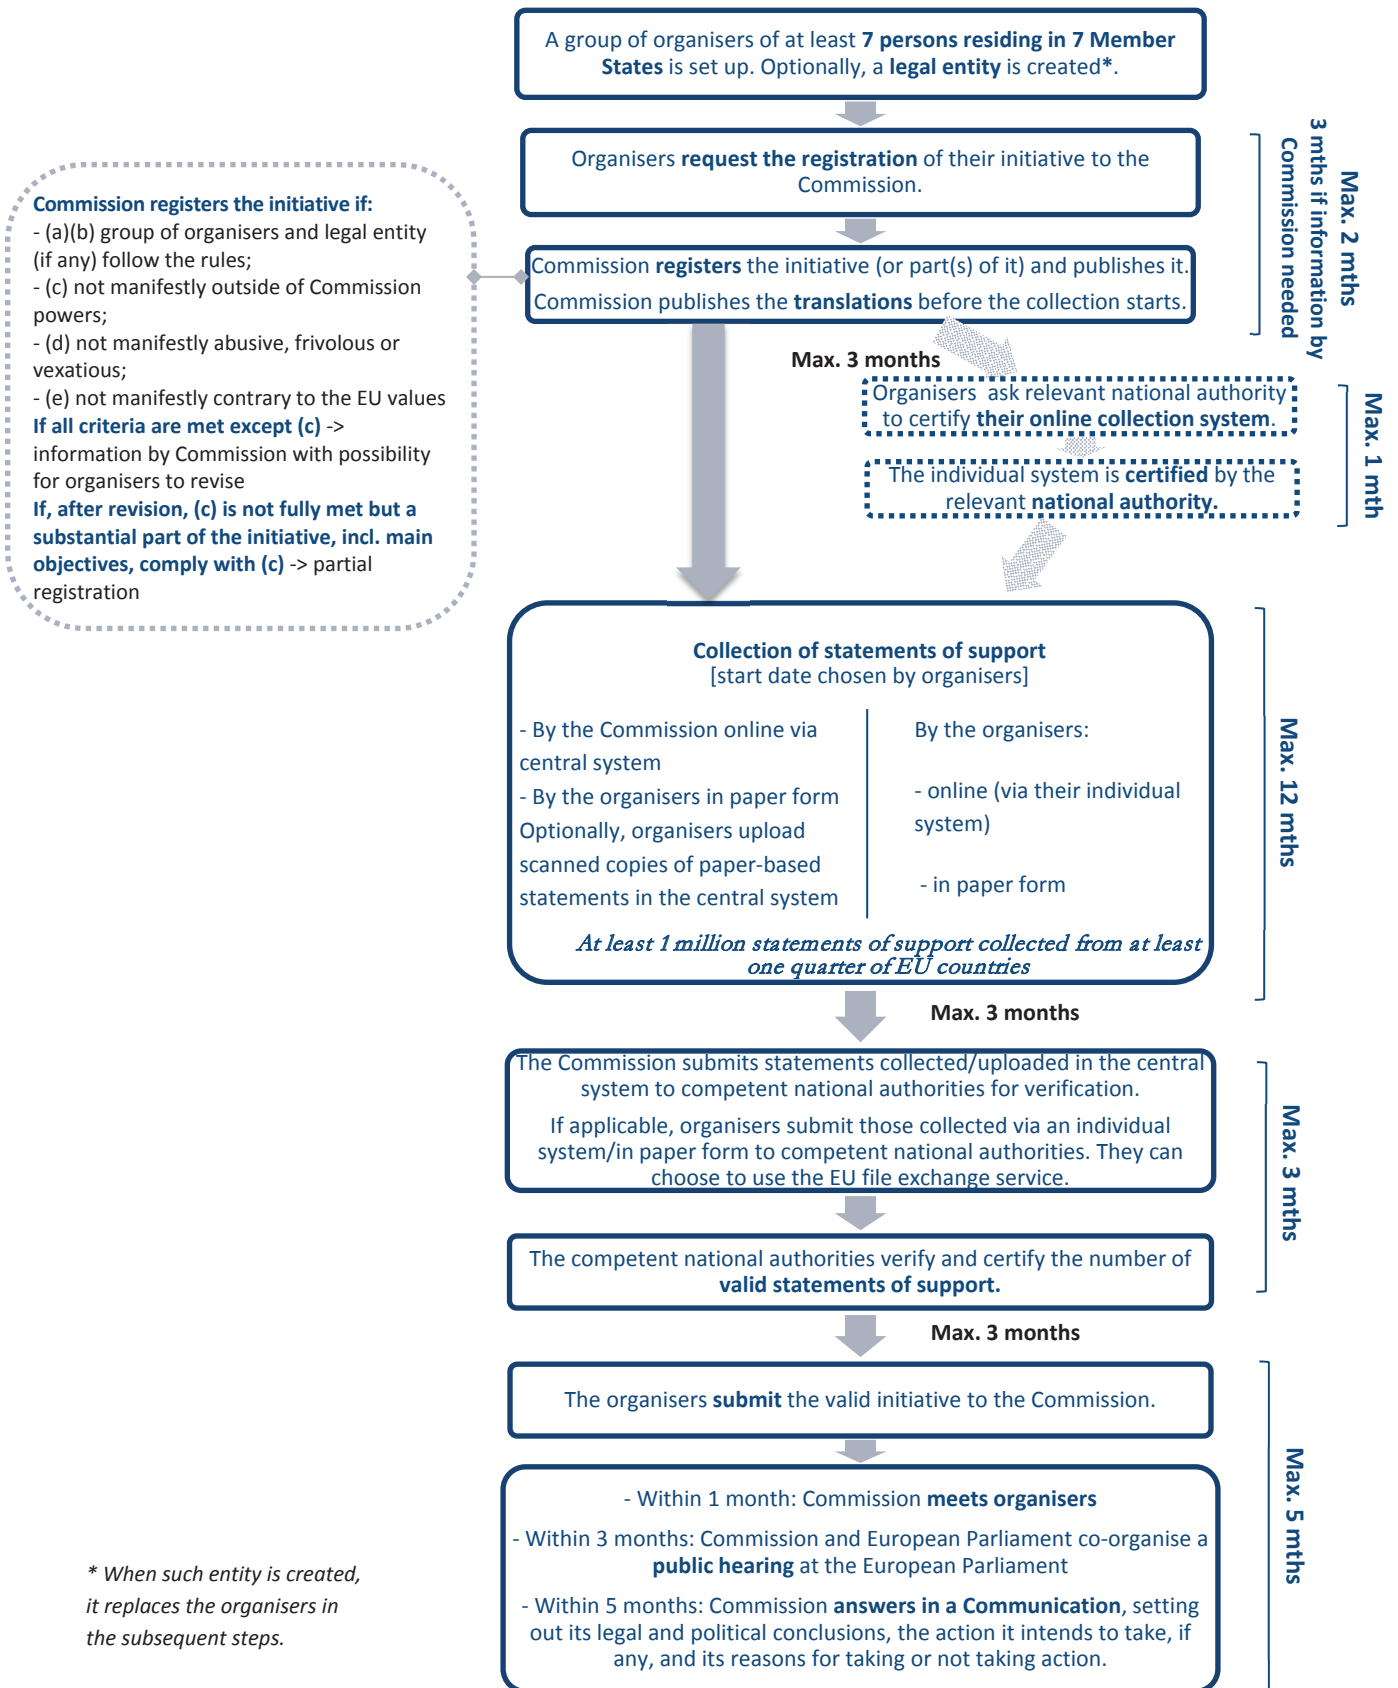 A group of organisers of at least 7 persons residing in 7 Member
States is set up. Optionally, a legal entity is created*.
Organisers request the registration of their initiative to the
Commission.
Max. 2 mths
3 mths if information by
Commission needed
Commission registers the initiative if:
- (a)(b) group of organisers and legal entity
(if any) follow the rules;
- (c) not manifestly outside of Commission
powers;
- (d) not manifestly abusive, frivolous or
vexatious;
- (e) not manifestly contrary to the EU values
If all criteria are met except (c) ->
information by Commission with possibility
for organisers to revise
If, after revision, (c) is not fully met but a
substantial part of the initiative, incl. main
objectives, comply with (c) -> partial
registration
Commission registers the initiative (or part(s) of it) and publishes it.
Commission publishes the translations before the collection starts.
Max. 3 months
Organisers ask relevant national authority
to certify their online collection system.
The individual system is certified by the
relevant national authority.
Max. 1 mth
Collection of statements of support
[start date chosen by organisers]
- By the Commission online via
central system
- By the organisers in paper form
Optionally, organisers upload
scanned copies of paper-based
statements in the central system
By the organisers:
- online (via their individual
system)
- in paper form
At least 1 million statements of support collected from at least
one quarter of EU countries
Max. 12 mths
Max. 3 months
The Commission submits statements collected/uploaded in the central
system to competent national authorities for verification.
If applicable, organisers submit those collected via an individual
system/in paper form to competent national authorities. They can
choose to use the EU file exchange service.
Max. 3 mths
The competent national authorities verify and certify the number of
valid statements of support.
Max. 3 months
The organisers submit the valid initiative to the Commission.
- Within 1 month: Commission meets organisers
- Within 3 months: Commission and European Parliament co-organise a
public hearing at the European Parliament
- Within 5 months: Commission answers in a Communication, setting
out its legal and political conclusions, the action it intends to take, if
any, and its reasons for taking or not taking action.
Max. 5 mths
* When such entity is created,
it replaces the organisers in
the subsequent steps.